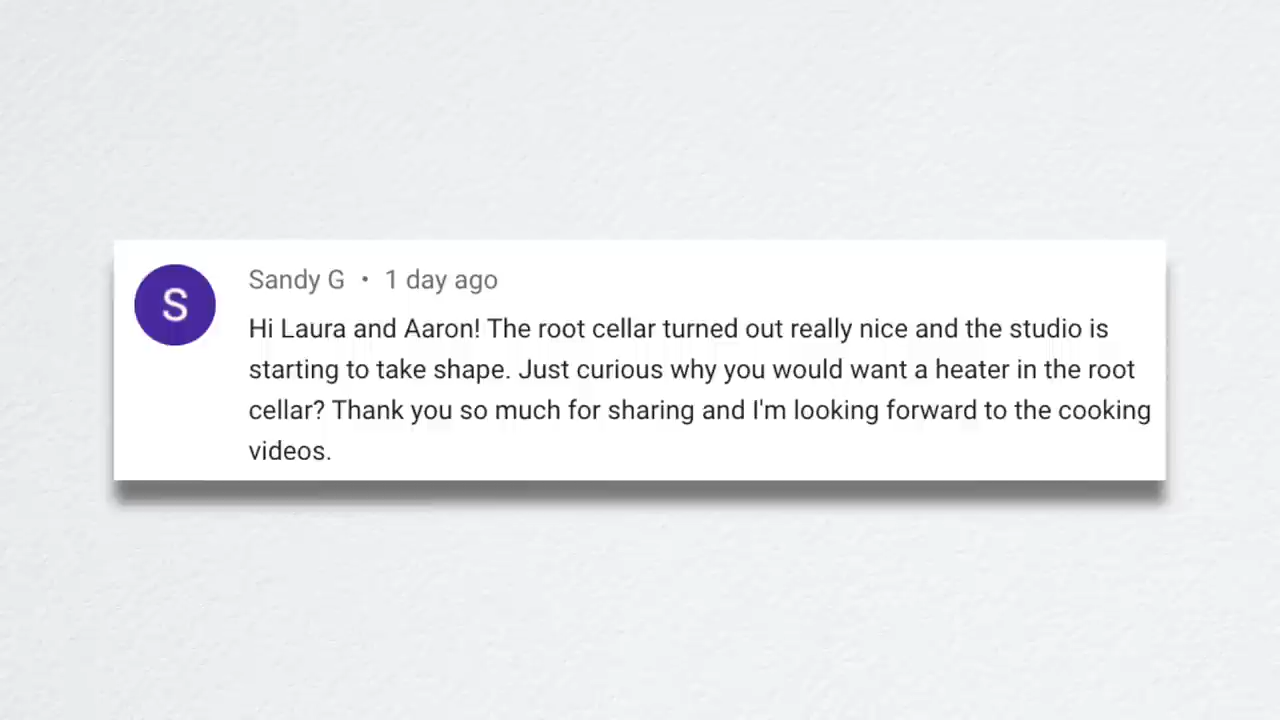 S
Sandy G • 1 day ago
Hi Laura and Aaron! The root cellar turned out really nice and the studio is
starting to take shape. Just curious why you would want a heater in the root
cellar? Thank you so much for sharing and I'm looking forward to the cooking
videos.